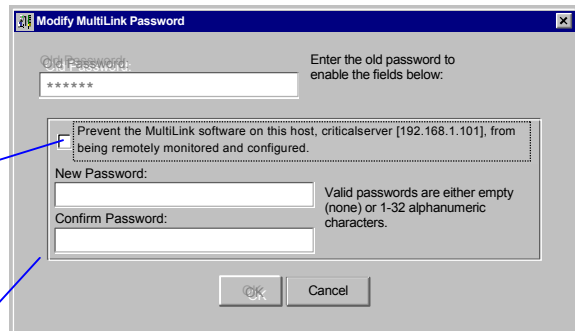 Modify MultiLink Password
Old Password:
Enter the old password to
enable the fields below:
******
Prevent the MultiLink software on this host, criticalserver [192.168.1.101], from
being remotely monitored and configured.
New Password:
Valid passwords are either empty
(none) or 1-32 alphanumeric
characters.
Confirm Password:
OK
Cancel